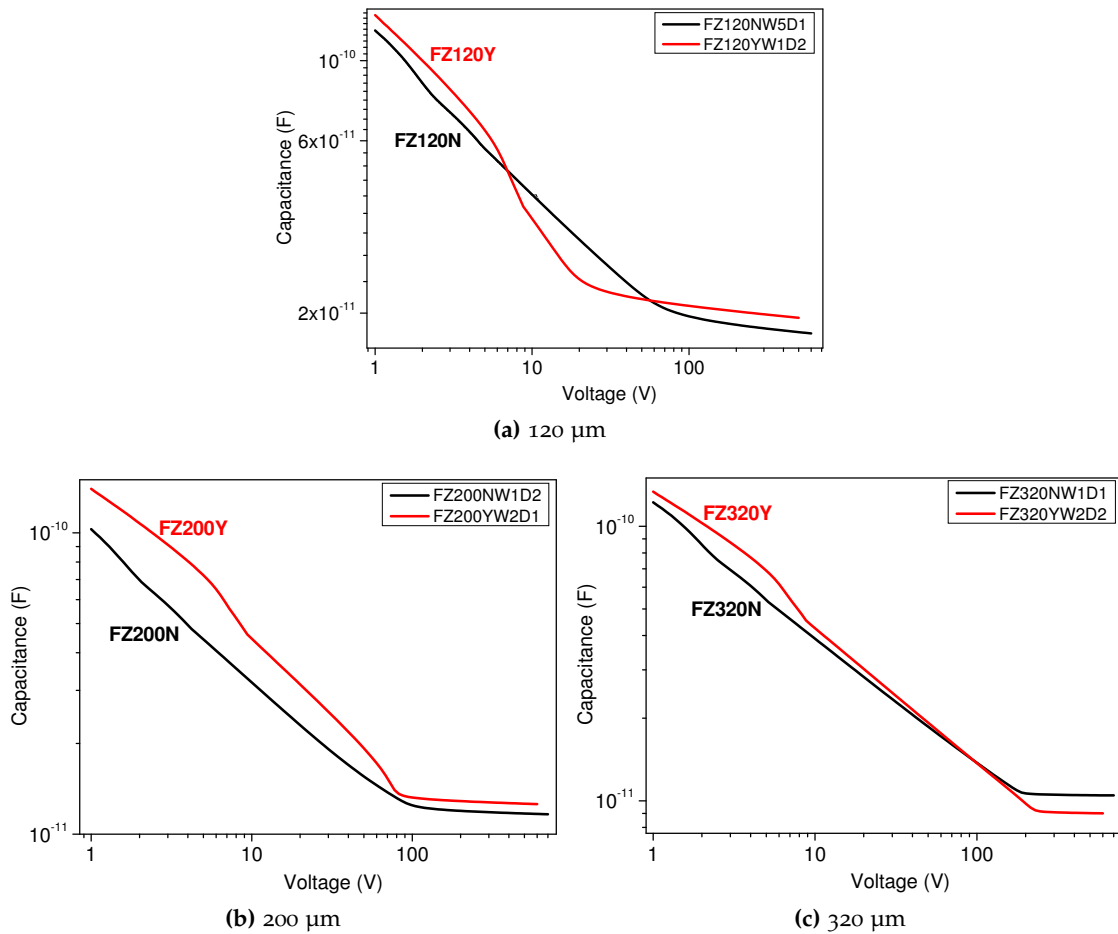 FZ120NW5D1
FZ120YW1D2
FZ120Y
FZ120N
Capacitance (F)
10⁻¹⁰
6x10⁻¹¹
2x10⁻¹¹
1 10 100
Voltage (V)
(a) 120 µm
FZ200NW1D2
FZ200YW2D1
FZ200Y
FZ200N
Capacitance (F)
10⁻¹⁰
10⁻¹¹
1 10 100
Voltage (V)
(b) 200 µm
FZ320NW1D1
FZ320YW2D2
FZ320Y
FZ320N
Capacitance (F)
10⁻¹⁰
10⁻¹¹
1 10 100
Voltage (V)
(c) 320 µm